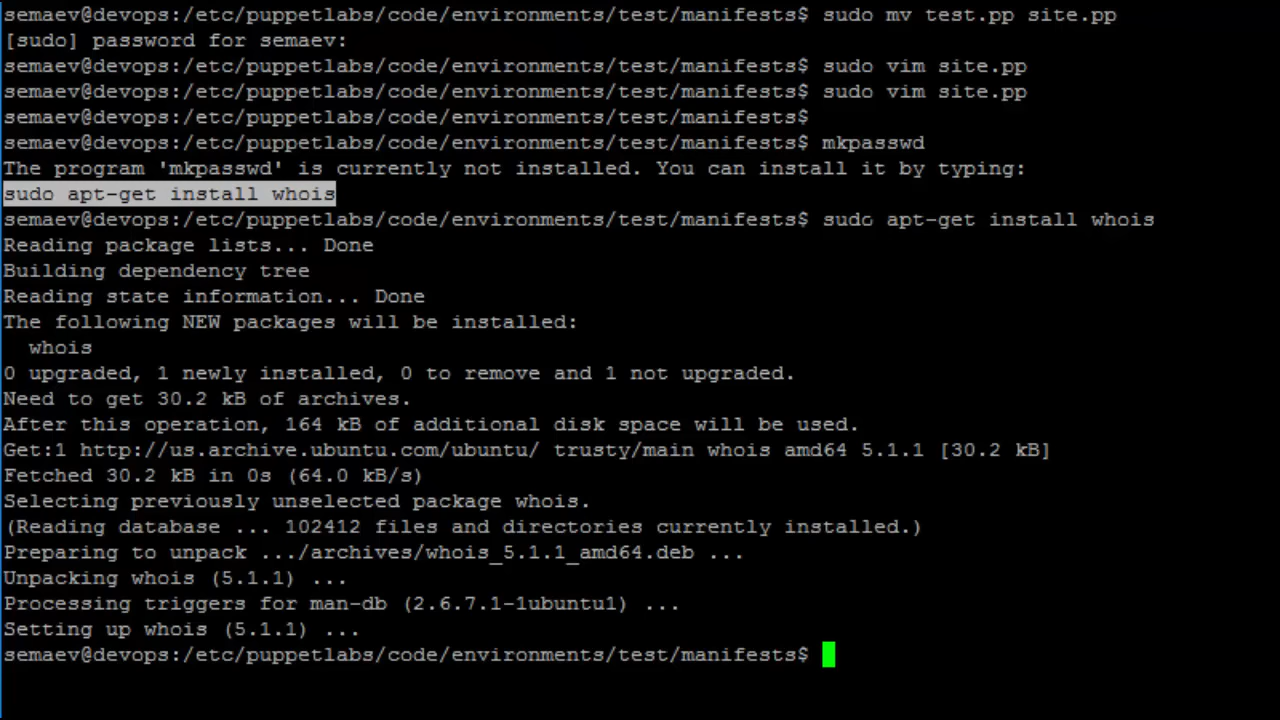 semaev@devops:/etc/puppetlabs/code/environments/test/manifests$ sudo mv test.pp site.pp
[sudo] password for semaev:
semaev@devops:/etc/puppetlabs/code/environments/test/manifests$ sudo vim site.pp
semaev@devops:/etc/puppetlabs/code/environments/test/manifests$ sudo vim site.pp
semaev@devops:/etc/puppetlabs/code/environments/test/manifests$
semaev@devops:/etc/puppetlabs/code/environments/test/manifests$ mkpasswd
The program 'mkpasswd' is currently not installed. You can install it by typing:
sudo apt-get install whois
semaev@devops:/etc/puppetlabs/code/environments/test/manifests$ sudo apt-get install whois
Reading package lists... Done
Building dependency tree
Reading state information... Done
The following NEW packages will be installed:
  whois
0 upgraded, 1 newly installed, 0 to remove and 1 not upgraded.
Need to get 30.2 kB of archives.
After this operation, 164 kB of additional disk space will be used.
Get:1 http://us.archive.ubuntu.com/ubuntu/ trusty/main whois amd64 5.1.1 [30.2 kB]
Fetched 30.2 kB in 0s (64.0 kB/s)
Selecting previously unselected package whois.
(Reading database ... 102412 files and directories currently installed.)
Preparing to unpack .../archives/whois_5.1.1_amd64.deb ...
Unpacking whois (5.1.1) ...
Processing triggers for man-db (2.6.7.1-1ubuntu1) ...
Setting up whois (5.1.1) ...
semaev@devops:/etc/puppetlabs/code/environments/test/manifests$